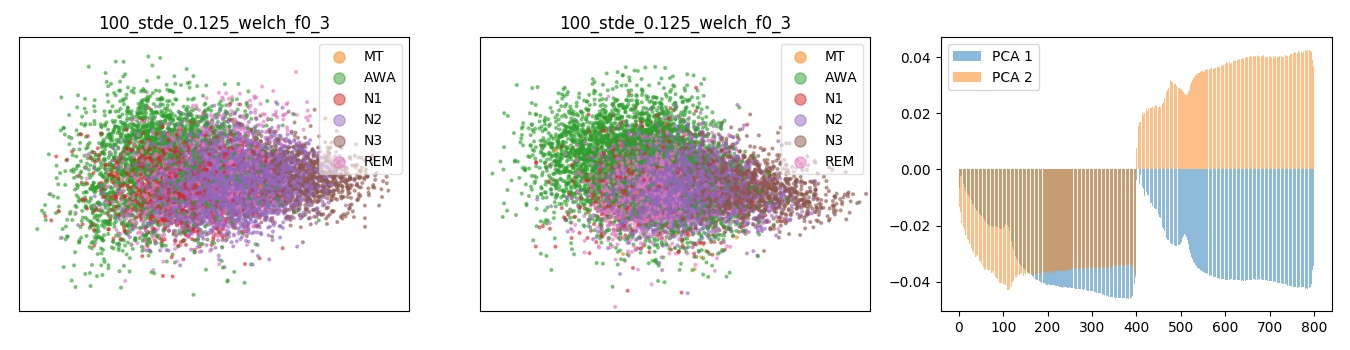 100_stde_0.125_welch_f0_3
MT
AWA
N1
N2
N3
REM
100_stde_0.125_welch_f0_3
MT
AWA
N1
N2
N3
REM
PCA 1
PCA 2
0.04
0.02
0.00
−0.02
−0.04
0 100 200 300 400 500 600 700 800